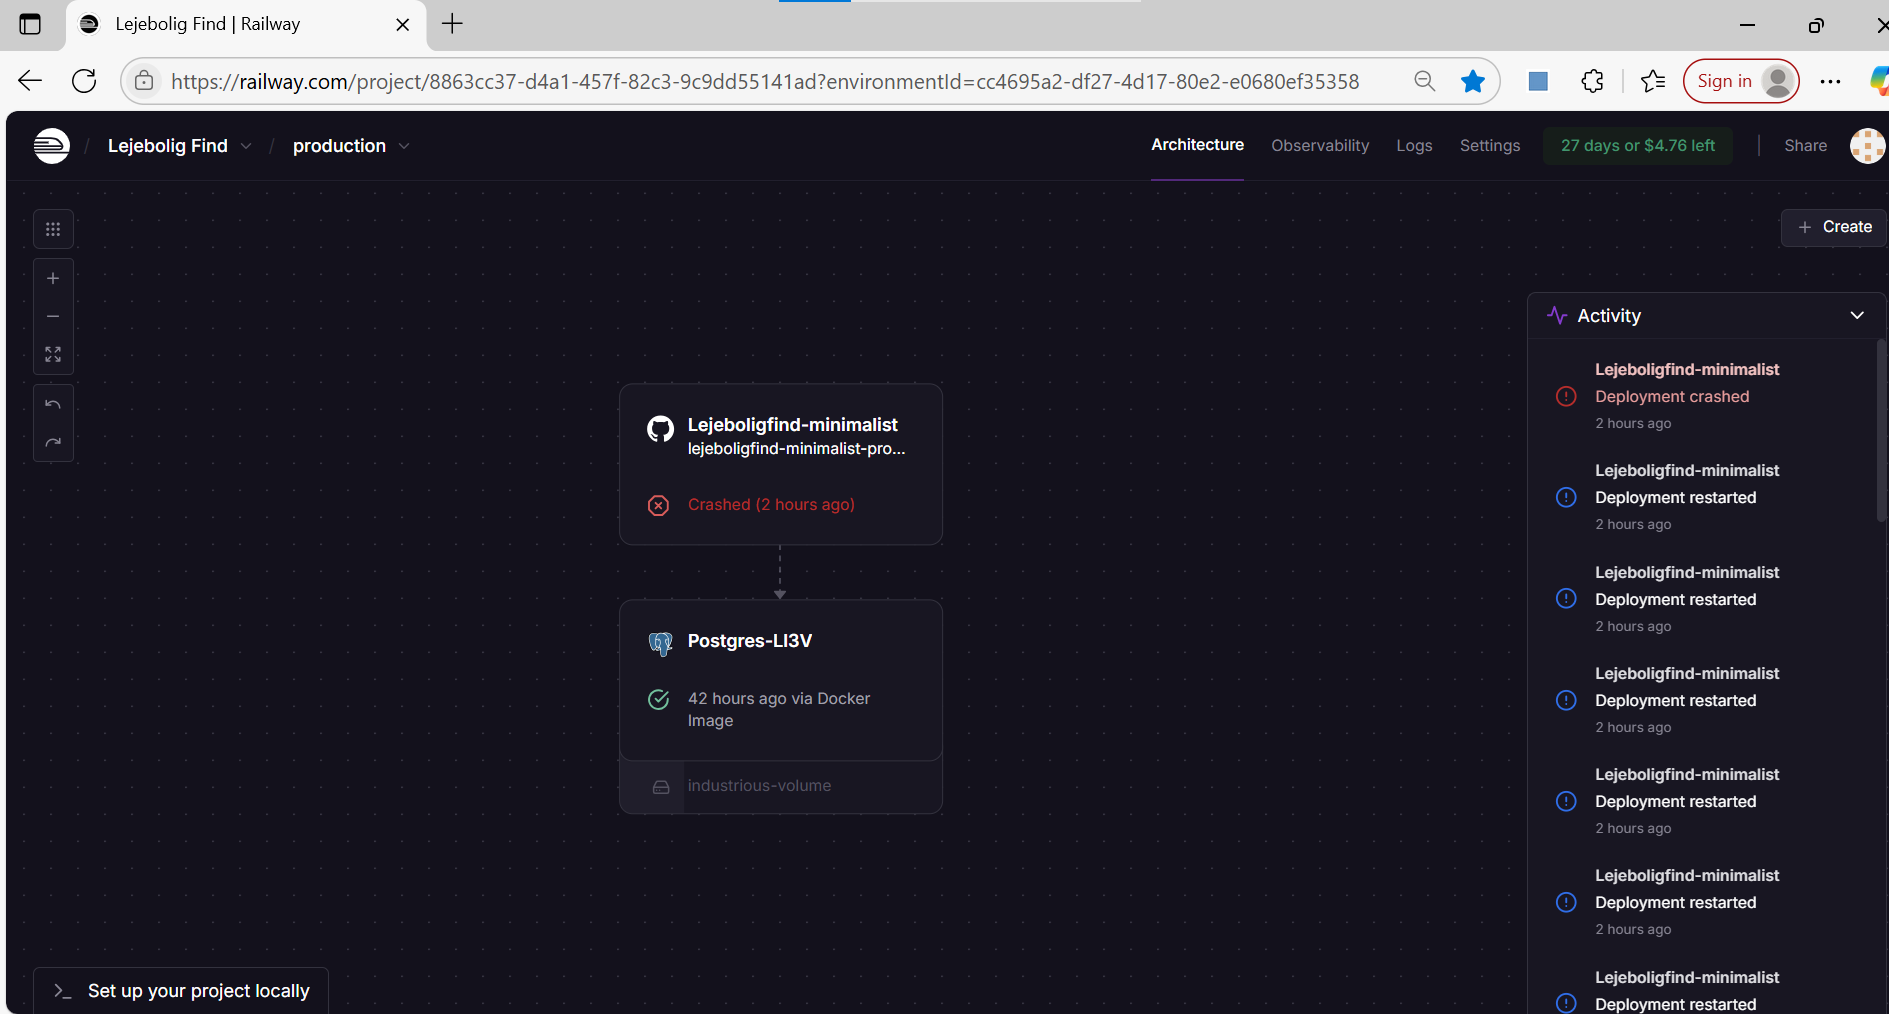 Lejebolig Find | Railway
https://railway.com/project/8863cc37-d4a1-457f-82c3-9c9dd55141ad?environmentId=cc4695a2-df27-4d17-80e2-e0680ef35358
Sign in
/ Lejebolig Find / production
Architecture Observability Logs Settings 27 days or $4.76 left Share
+ Create
Activity
Lejeboligfind-minimalist
Deployment crashed
2 hours ago
Lejeboligfind-minimalist
Deployment restarted
2 hours ago
Lejeboligfind-minimalist
Deployment restarted
2 hours ago
Lejeboligfind-minimalist
Deployment restarted
2 hours ago
Lejeboligfind-minimalist
Deployment restarted
2 hours ago
Lejeboligfind-minimalist
Deployment restarted
2 hours ago
Lejeboligfind-minimalist
Deployment restarted
Lejeboligfind-minimalist
lejeboligfind-minimalist-pro...
Crashed (2 hours ago)
Postgres-LI3V
42 hours ago via Docker
Image
industrious-volume
Set up your project locally